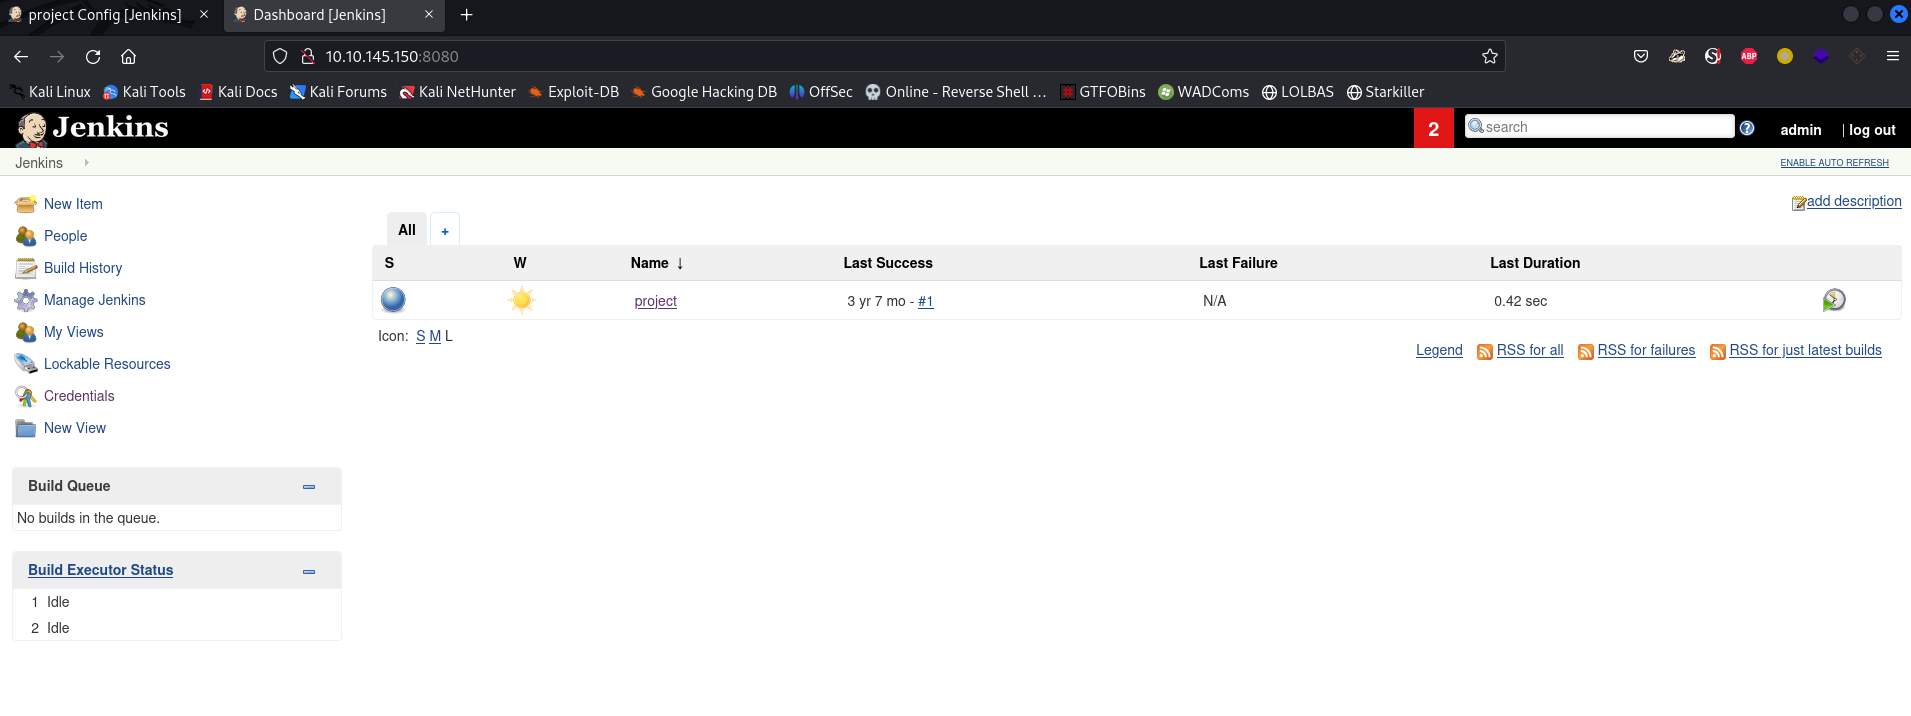 project Config [Jenkins] × Dashboard [Jenkins] × +
10.10.145.150:8080 ABP
Kali Linux Kali Tools Kali Docs Kali Forums Kali NetHunter Exploit-DB Google Hacking DB OffSec Online - Reverse Shell … GTFOBins WADComs LOLBAS Starkiller
Jenkins 2 search ? admin | log out
Jenkins ENABLE AUTO REFRESH
New Item
add description
People
All +
Build History
S W Name ↓ Last Success Last Failure Last Duration
Manage Jenkins
project 3 yr 7 mo - #1 N/A 0.42 sec
My Views
Icon: S M L
Legend RSS for all RSS for failures RSS for just latest builds
Lockable Resources
Credentials
New View
Build Queue
No builds in the queue.
Build Executor Status
1 Idle
2 Idle